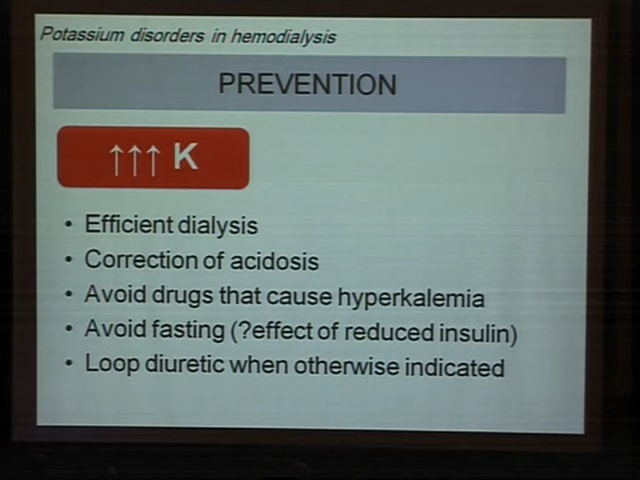 Potassium disorders in hemodialysis
PREVENTION
↑↑↑ K
• Efficient dialysis
• Correction of acidosis
• Avoid drugs that cause hyperkalemia
• Avoid fasting (?effect of reduced insulin)
• Loop diuretic when otherwise indicated